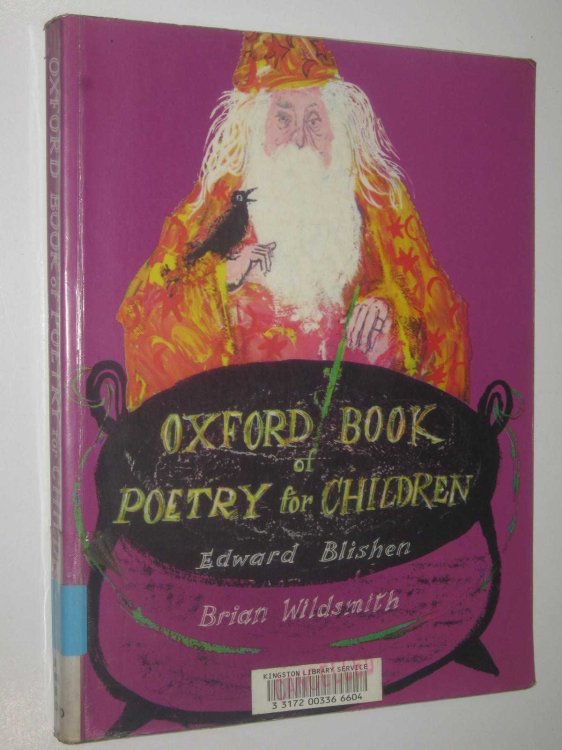 OXFORD BOOK of POETRY for CHILDREN
OXFORD BOOK
of
POETRY for CHILDREN
Edward Blishen
Brian Wildsmith
KINGSTON LIBRARY SERVICE
3 3172 00336 6604